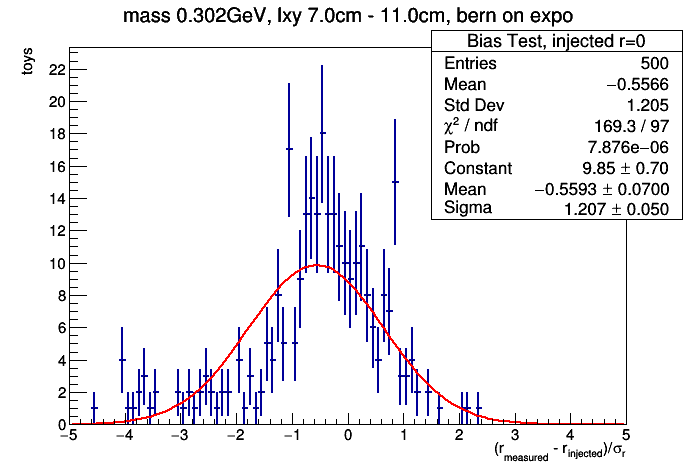 mass 0.302GeV, lxy 7.0cm - 11.0cm, bern on expo
Bias Test, injected r=0
Entries 500
Mean −0.5566
Std Dev 1.205
χ² / ndf 169.3 / 97
Prob 7.876e−06
Constant 9.85 ± 0.70
Mean −0.5593 ± 0.0700
Sigma 1.207 ± 0.050
toys
22
20
18
16
14
12
10
8
6
4
2
0
−5 −4 −3 −2 −1 0 1 2 3 4 5
(r_measured - r_injected)/σ_r